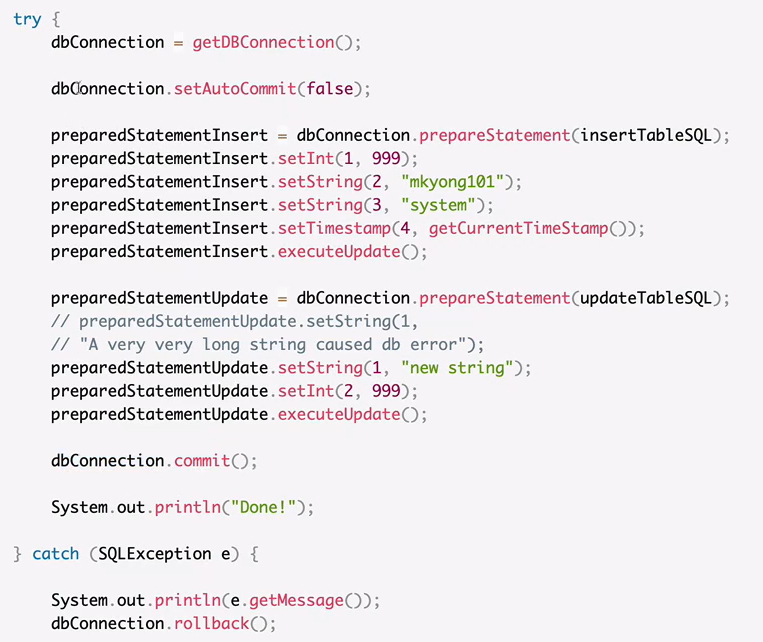 try {
    dbConnection = getDBConnection();

    dbConnection.setAutoCommit(false);

    preparedStatementInsert = dbConnection.prepareStatement(insertTableSQL);
    preparedStatementInsert.setInt(1, 999);
    preparedStatementInsert.setString(2, "mkyong101");
    preparedStatementInsert.setString(3, "system");
    preparedStatementInsert.setTimestamp(4, getCurrentTimeStamp());
    preparedStatementInsert.executeUpdate();

    preparedStatementUpdate = dbConnection.prepareStatement(updateTableSQL);
    // preparedStatementUpdate.setString(1,
    // "A very very long string caused db error");
    preparedStatementUpdate.setString(1, "new string");
    preparedStatementUpdate.setInt(2, 999);
    preparedStatementUpdate.executeUpdate();

    dbConnection.commit();

    System.out.println("Done!");

} catch (SQLException e) {

    System.out.println(e.getMessage());
    dbConnection.rollback();